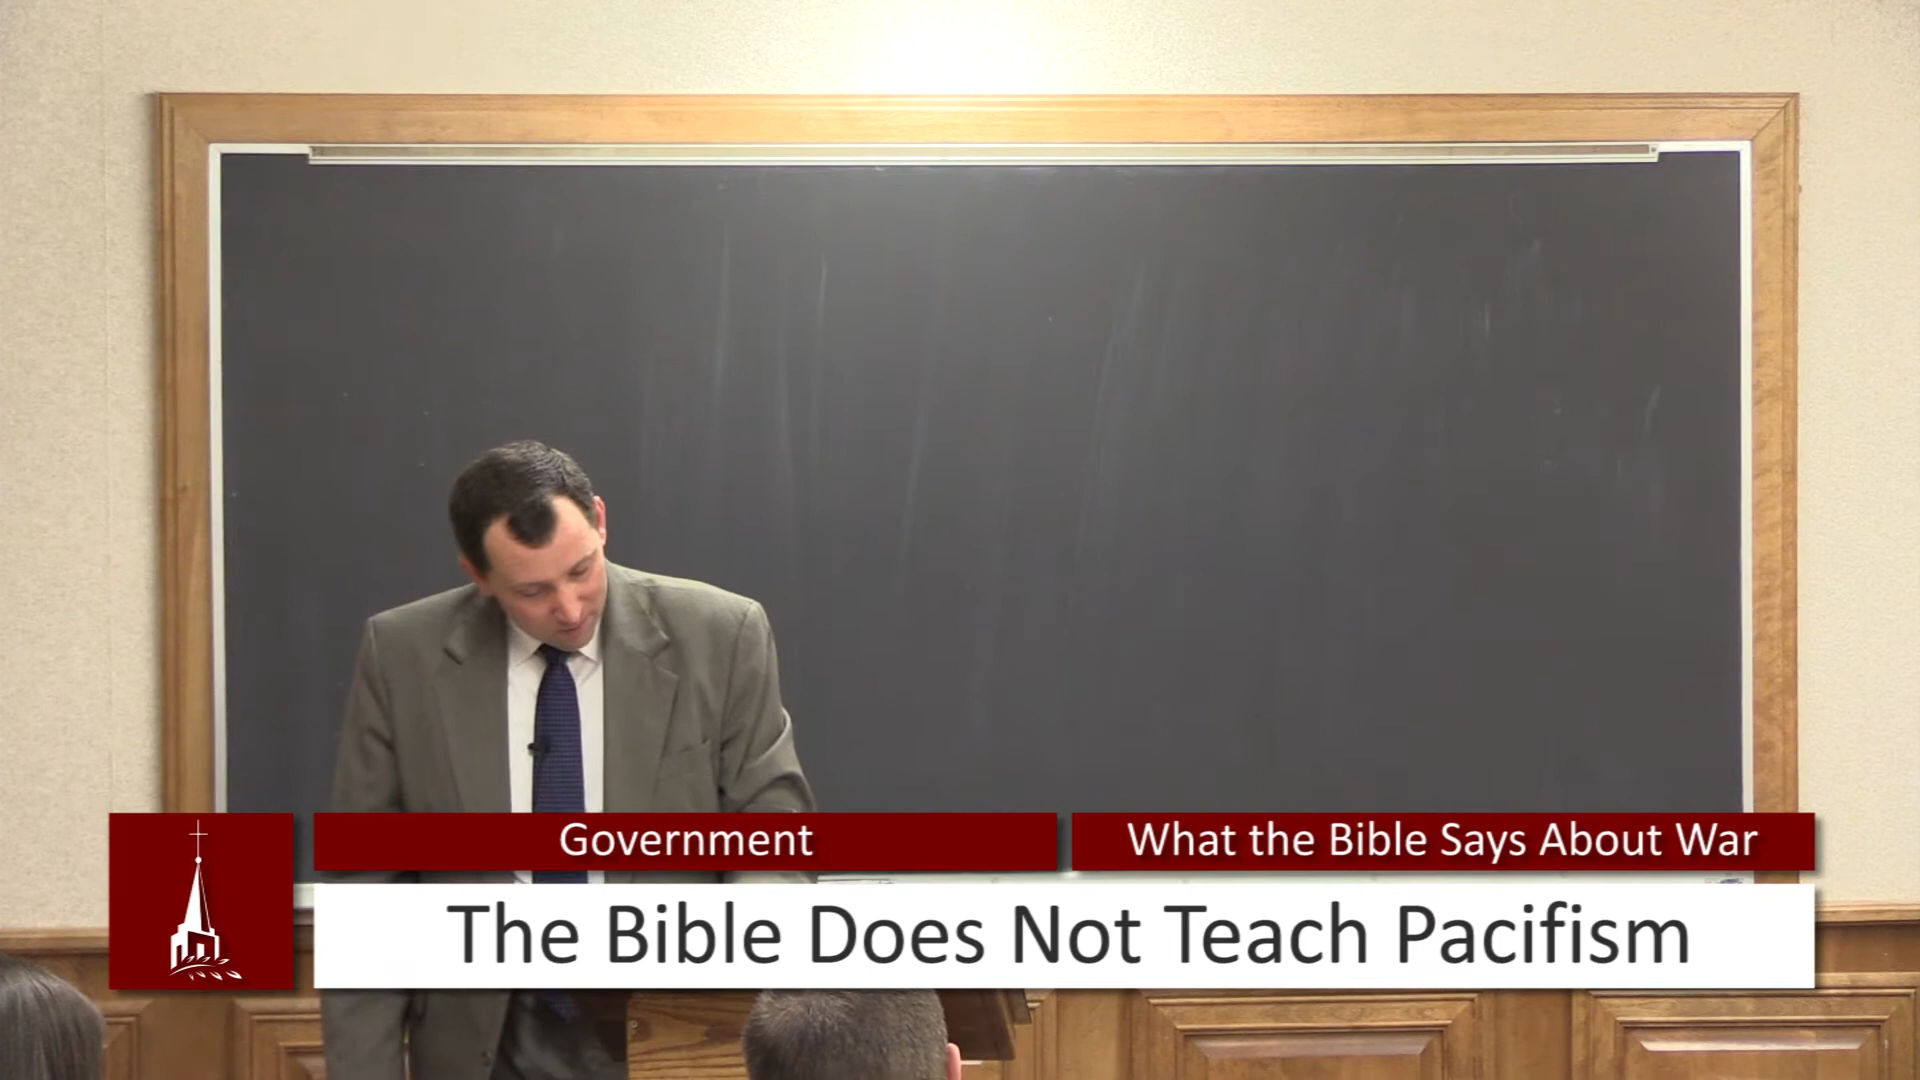 Government
What the Bible Says About War
The Bible Does Not Teach Pacifism